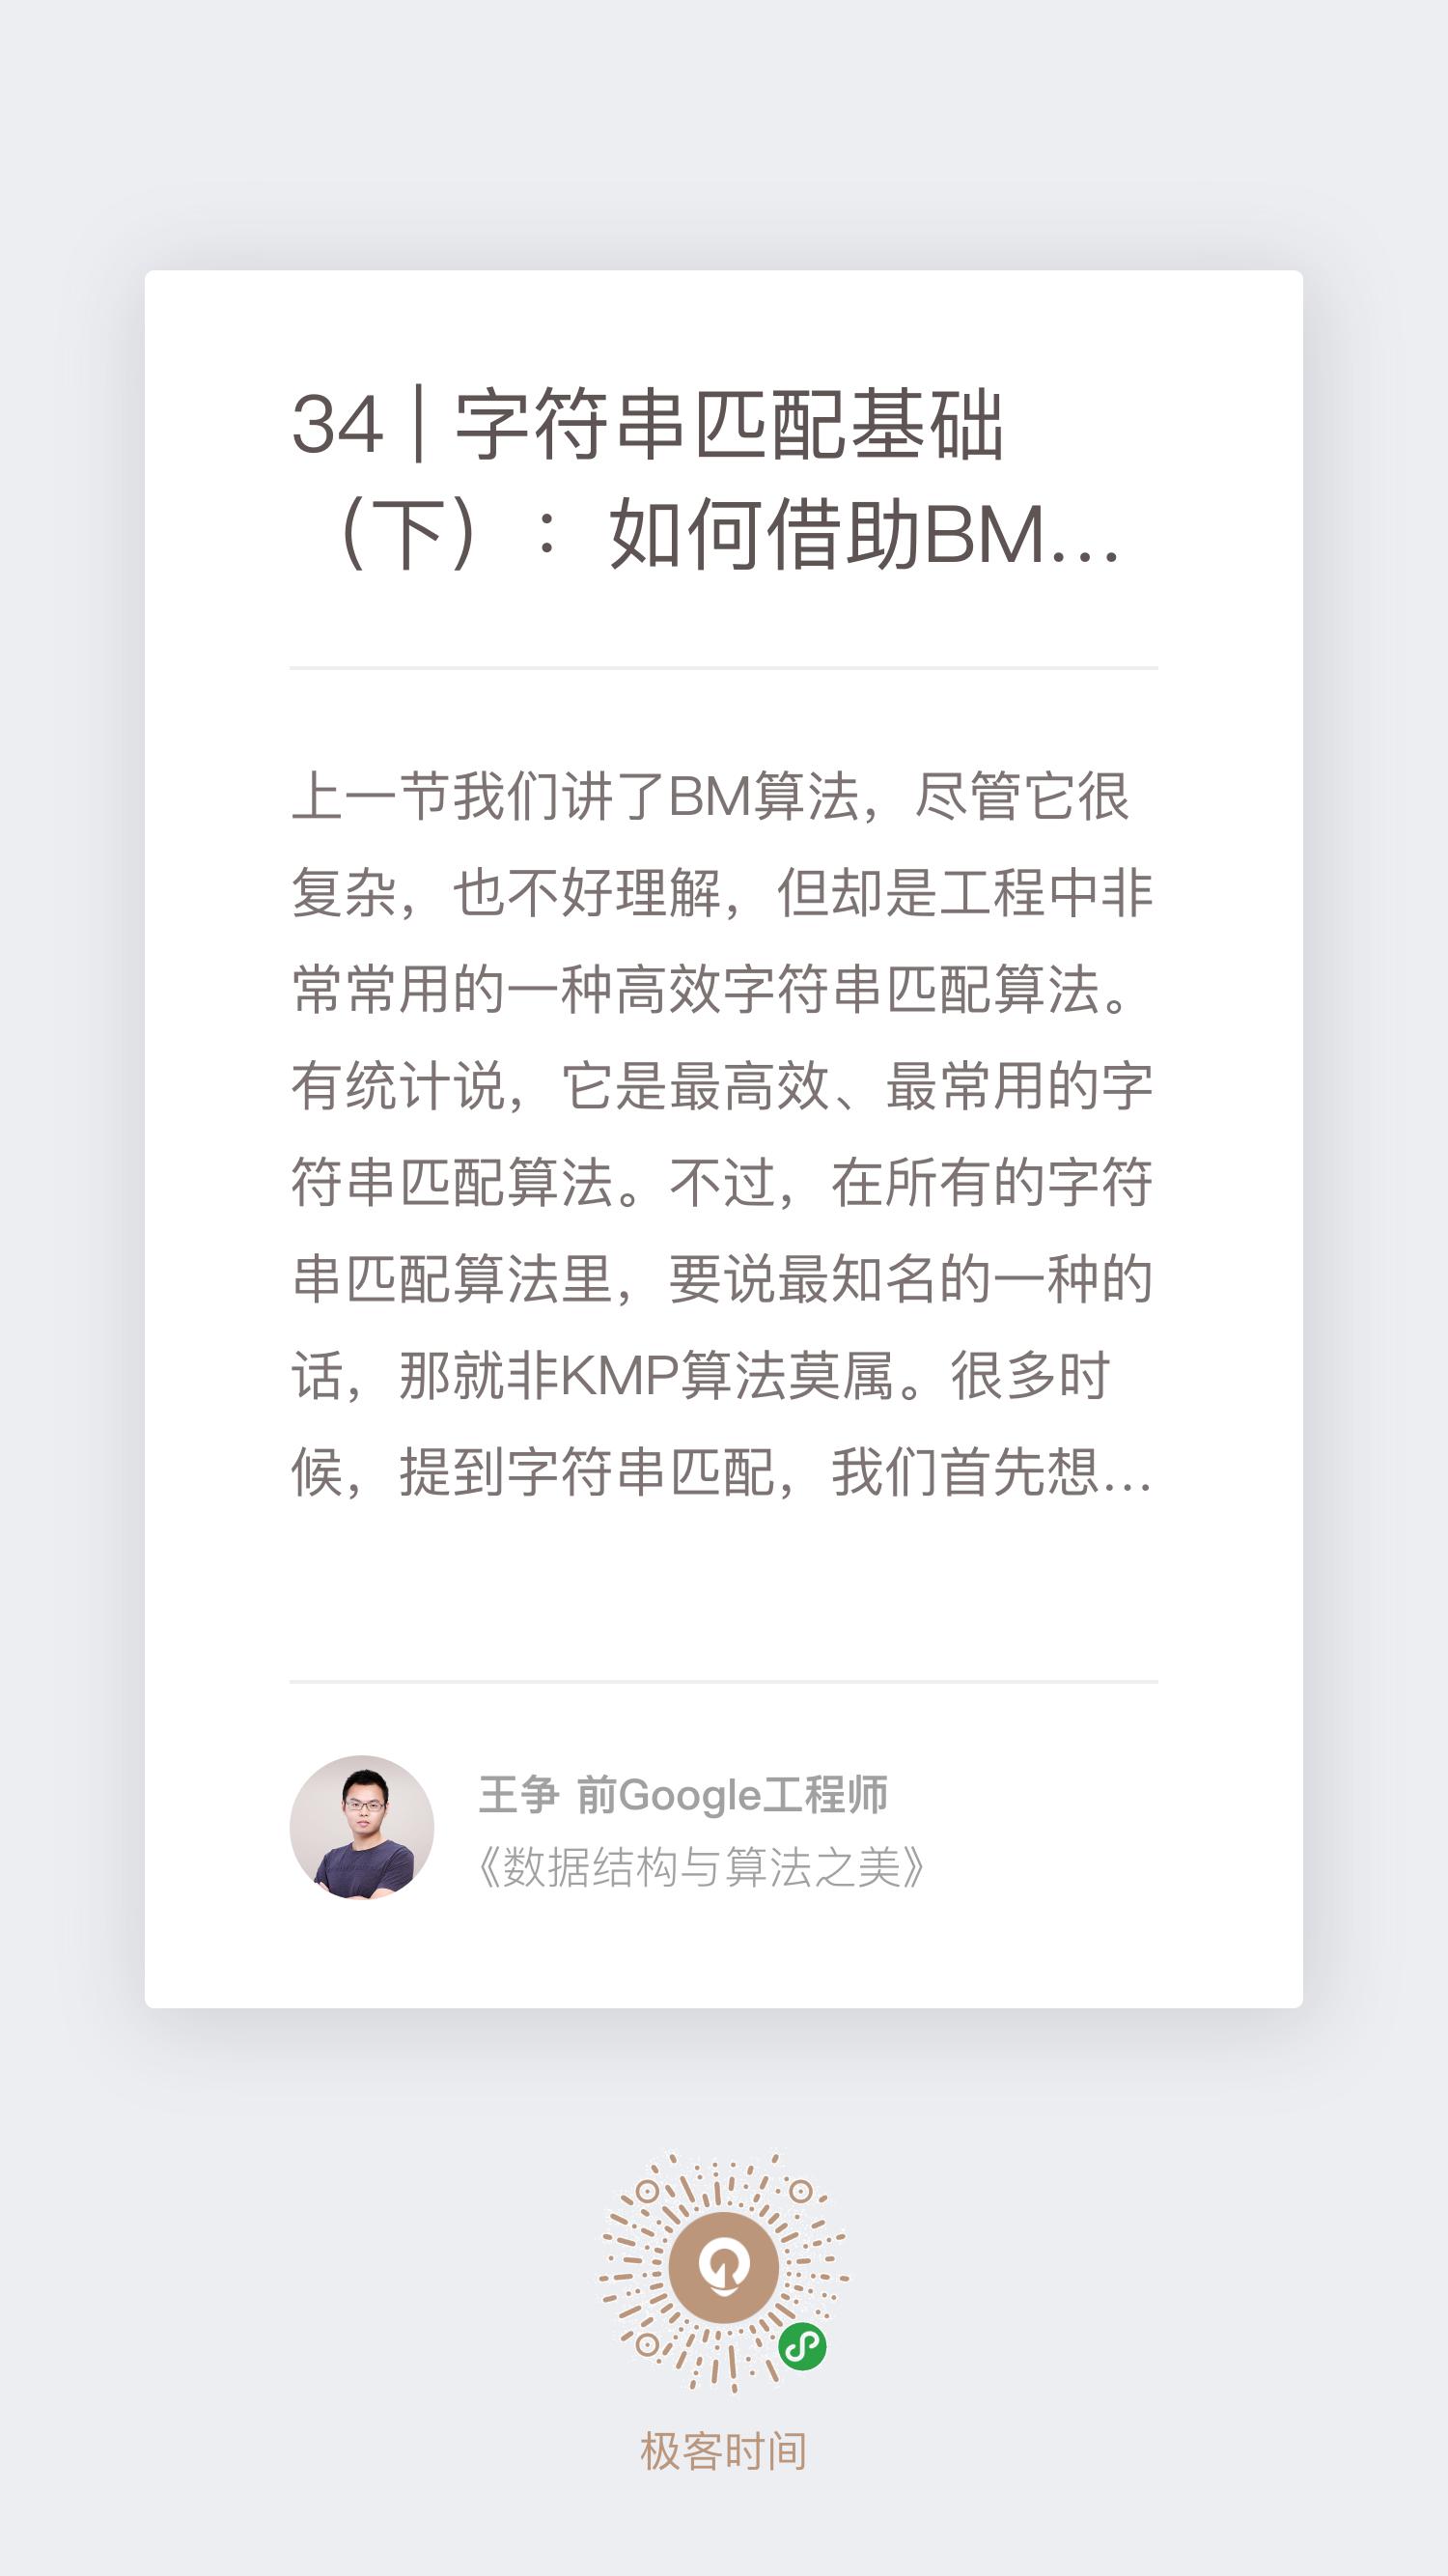 34 | 字符串匹配基础
（下）：如何借助BM...
上一节我们讲了BM算法，尽管它很
复杂，也不好理解，但却是工程中非
常常用的一种高效字符串匹配算法。
有统计说，它是最高效、最常用的字
符串匹配算法。不过，在所有的字符
串匹配算法里，要说最知名的一种的
话，那就非KMP算法莫属。很多时
候，提到字符串匹配，我们首先想...
王争 前Google工程师
《数据结构与算法之美》
极客时间